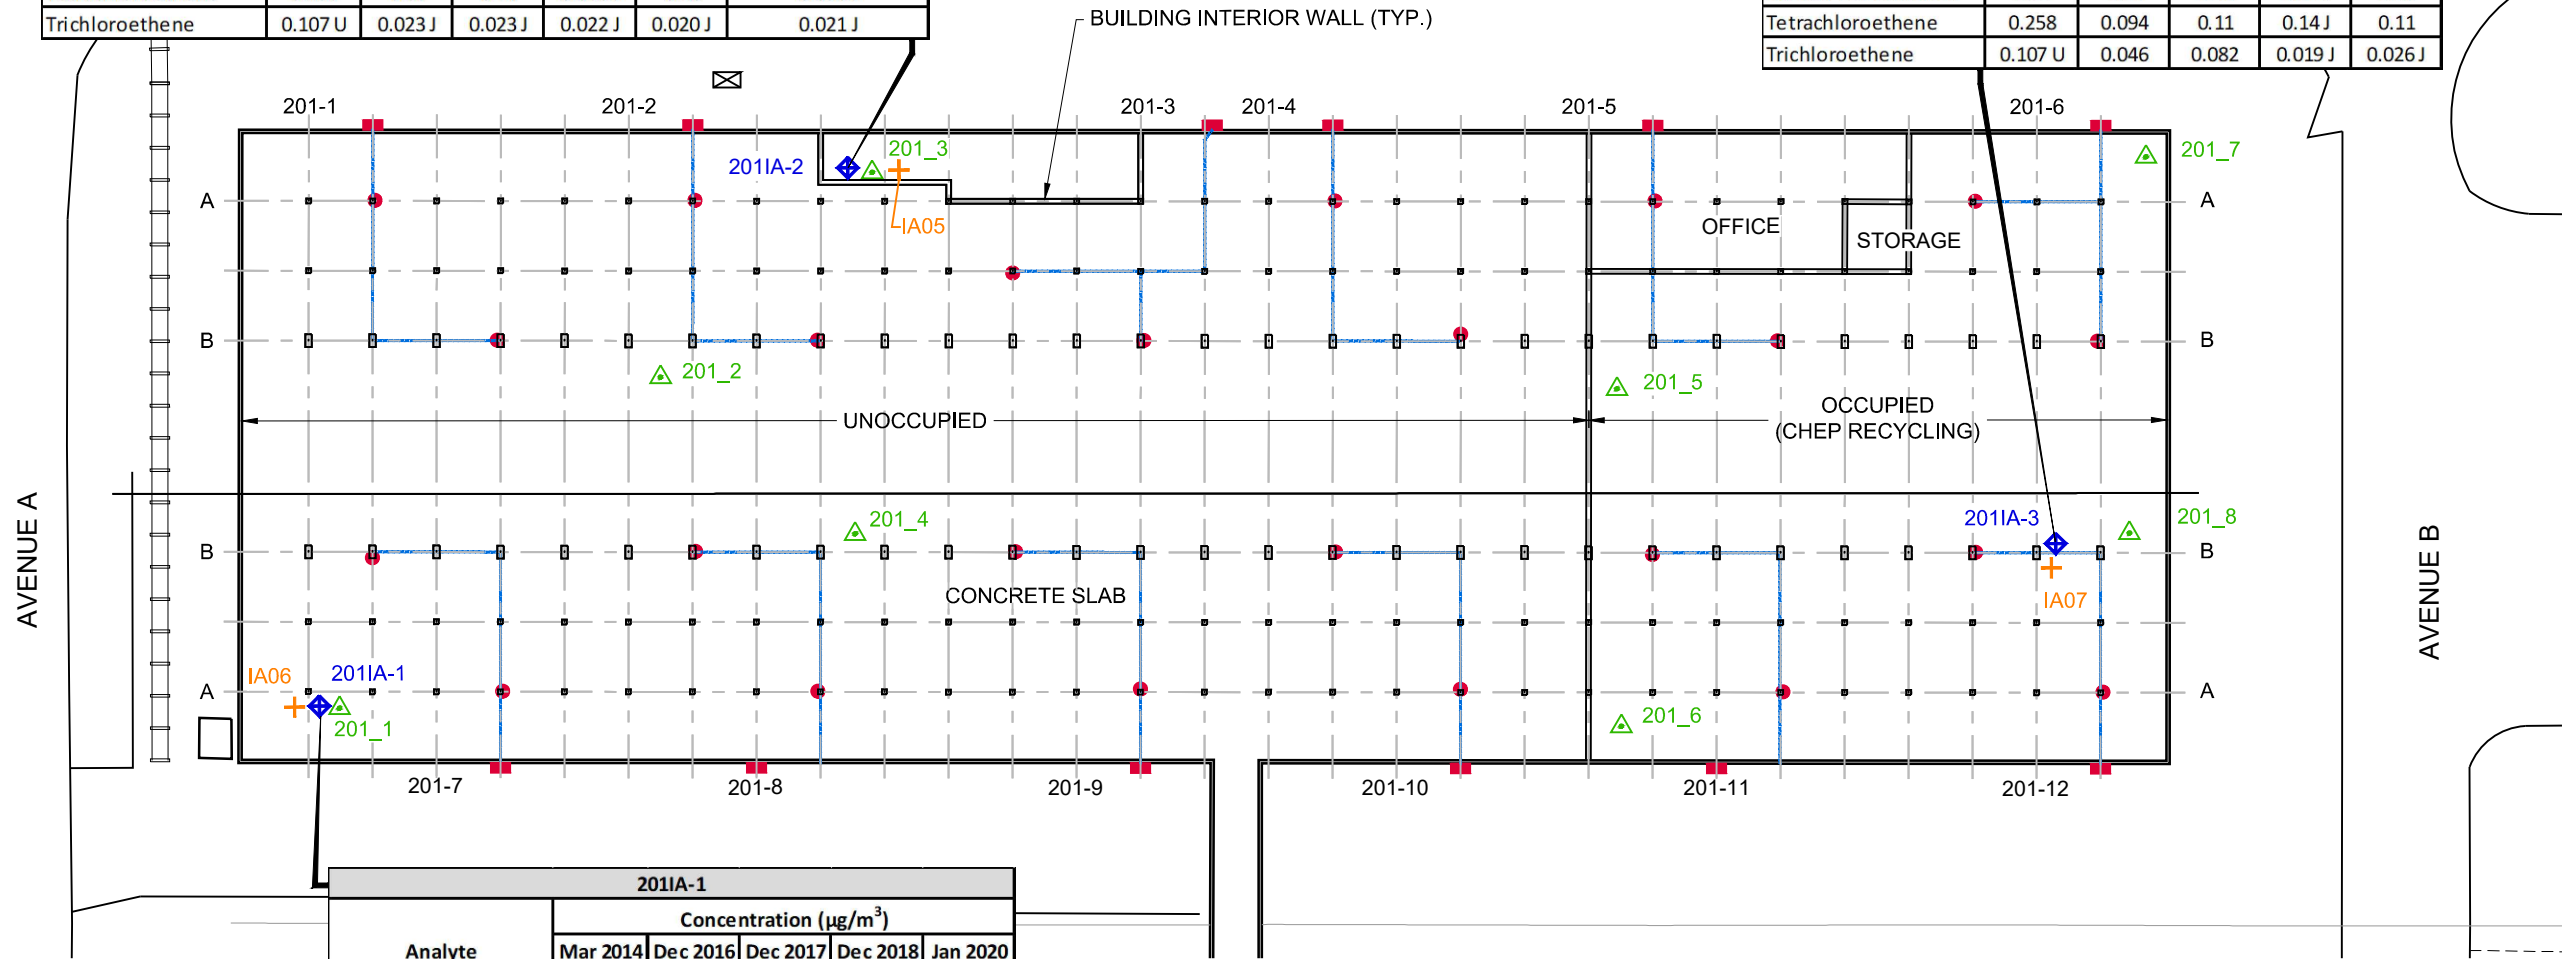 Trichloroethene 0.107 U 0.023 J 0.023 J 0.022 J 0.020 J 0.021 J
BUILDING INTERIOR WALL (TYP.)
Tetrachloroethene 0.258 0.094 0.11 0.14 J 0.11
Trichloroethene 0.107 U 0.046 0.082 0.019 J 0.026 J
201-1 201-2 201-3 201-4 201-5 201-6
201IA-2 201_3 201_7
A A
IA05 OFFICE STORAGE
B B
201_2 201_5
UNOCCUPIED
OCCUPIED
(CHEP RECYCLING)
AVENUE A
AVENUE B
201_4 201IA-3 201_8
B B
CONCRETE SLAB
IA07
IA06 201IA-1
A A
201_1 201_6
201-7 201-8 201-9 201-10 201-11 201-12
201IA-1
Concentration (µg/m³)
Analyte Mar 2014 Dec 2016 Dec 2017 Dec 2018 Jan 2020